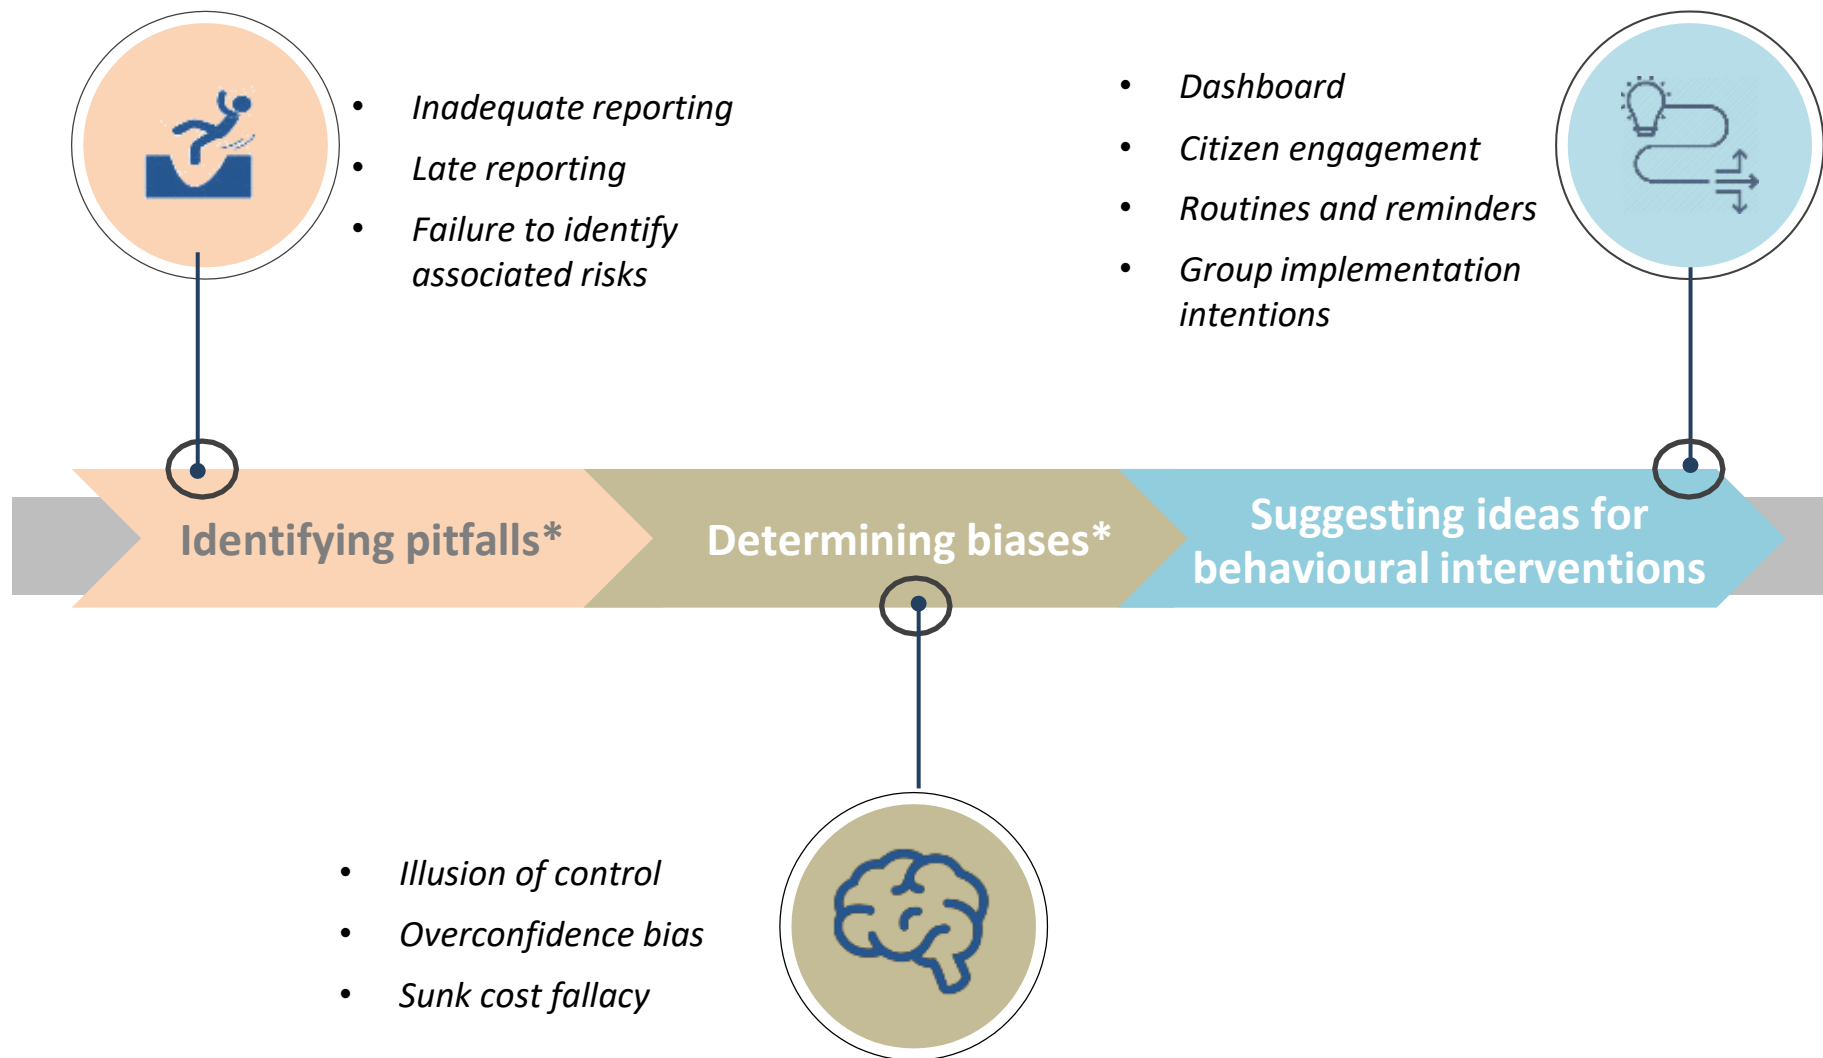 • Inadequate reporting
• Late reporting
• Failure to identify
associated risks
• Dashboard
• Citizen engagement
• Routines and reminders
• Group implementation
intentions
Identifying pitfalls*
Determining biases*
Suggesting ideas for
behavioural interventions
• Illusion of control
• Overconfidence bias
• Sunk cost fallacy